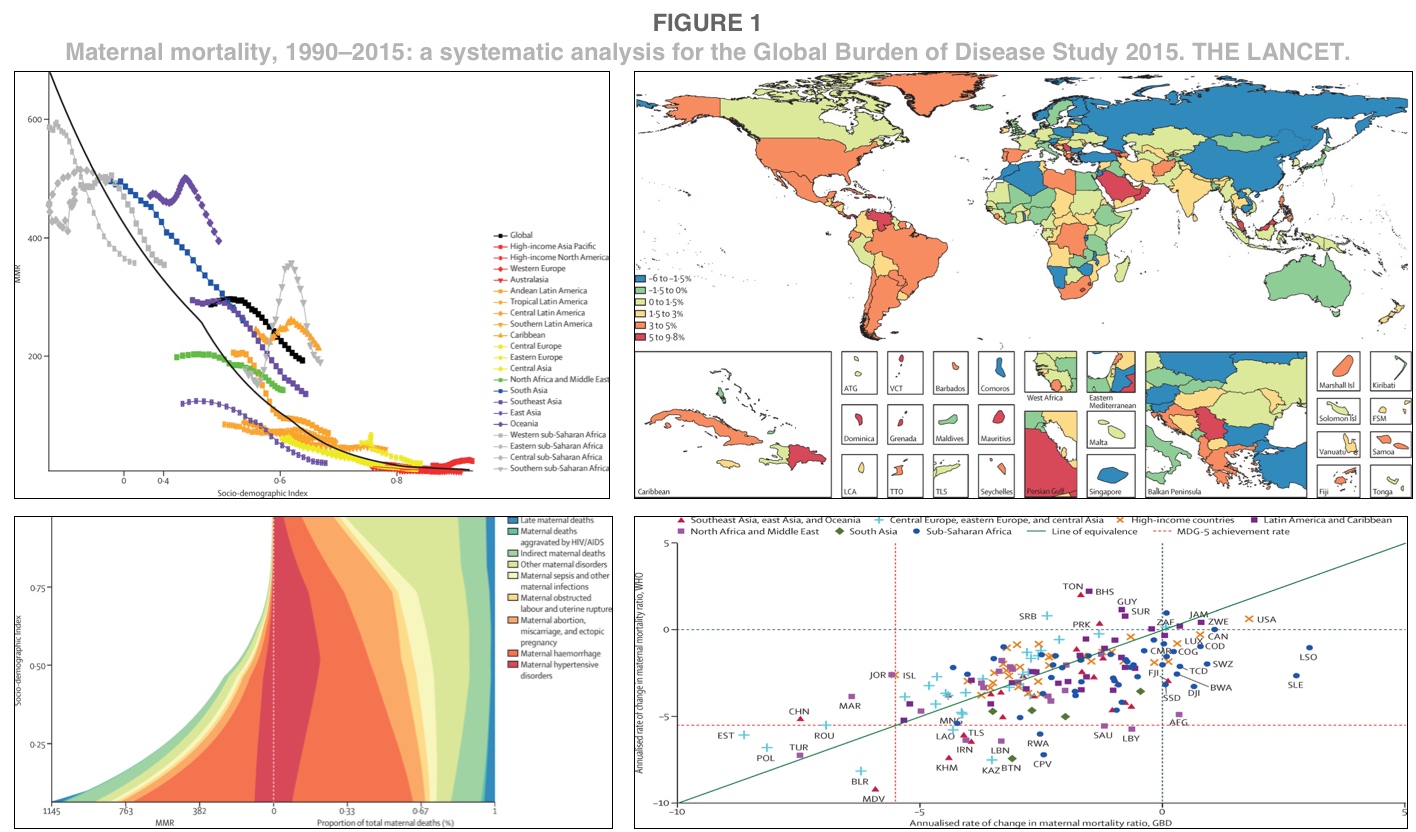 FIGURE 1
Maternal mortality, 1990–2015: a systematic analysis for the Global Burden of Disease Study 2015. THE LANCET.
600
400
200
MMR
0 0·4 0·6 0·8
Socio-demographic Index
Global
High-income Asia Pacific
High-income North America
Western Europe
Australasia
Andean Latin America
Tropical Latin America
Central Latin America
Southern Latin America
Caribbean
Central Europe
Eastern Europe
Central Asia
North Africa and Middle East
South Asia
Southeast Asia
East Asia
Oceania
Western sub-Saharan Africa
Eastern sub-Saharan Africa
Central sub-Saharan Africa
Southern sub-Saharan Africa
–6 to –1·5%
–1·5 to 0%
0 to 1·5%
1·5 to 3%
3 to 5%
5 to 9·8%
Caribbean
ATG
VCT
Barbados
Comoros
West Africa
Eastern
Mediterranean
Dominica
Grenada
Maldives
Mauritius
Malta
LCA
TTO
TLS
Seychelles
Persian Gulf
Singapore
Balkan Peninsula
Marshall Isl
Kiribati
Solomon Isl
FSM
Vanuatu
Samoa
Fiji
Tonga
Socio-demographic Index
0·75
0·50
0·25
1145 763 382 0 0·33 0·67 1
MMR Proportion of total maternal deaths (%)
Late maternal deaths
Maternal deaths
aggravated by HIV/AIDS
Indirect maternal deaths
Other maternal disorders
Maternal sepsis and other
maternal infections
Maternal obstructed
labour and uterine rupture
Maternal abortion,
miscarriage, and ectopic
pregnancy
Maternal haemorrhage
Maternal hypertensive
disorders
Southeast Asia, east Asia, and Oceania Central Europe, eastern Europe, and central Asia High-income countries Latin America and Caribbean
North Africa and Middle East South Asia Sub-Saharan Africa Line of equivalence MDG-5 achievement rate
Annualised rate of change in maternal mortality ratio, WHO
5
0
−5
−10
TON
BHS
GUY
SUR
SRB
PRK
ZAF
JAM
ZWE
USA
CAN
LUX
COD
CMR
COG
LSO
SWZ
JOR
ISL
FJI
TCD
BWA
SLE
SSD
DJI
MAR
CHN
MNG
AFG
EST
ROU
LAO
TLS
SAU
LBY
POL
TUR
IRN
LBN
RWA
KHM
KAZ
BTN
CPV
BLR
MDV
−10 −5 0 5
Annualised rate of change in maternal mortality ratio, GBD